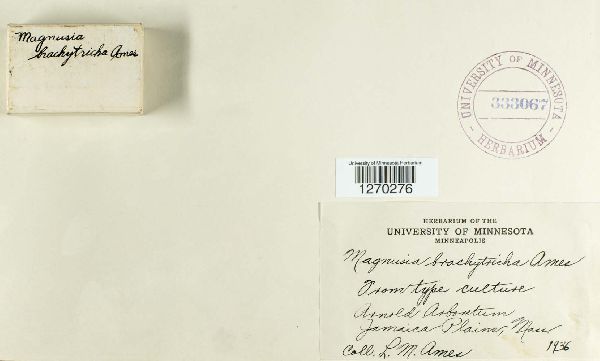 Magnusia
brachytricha Ames
UNIVERSITY OF MINNESOTA
333067
- HERBARIUM -
University of Minnesota Herbarium
1270276
HERBARIUM OF THE
UNIVERSITY OF MINNESOTA
MINNEAPOLIS
Magnusia brachytricha Ames
From type culture
Arnold Arboretum
Jamaica Plains, Mass
Coll. L. M. Ames 1936